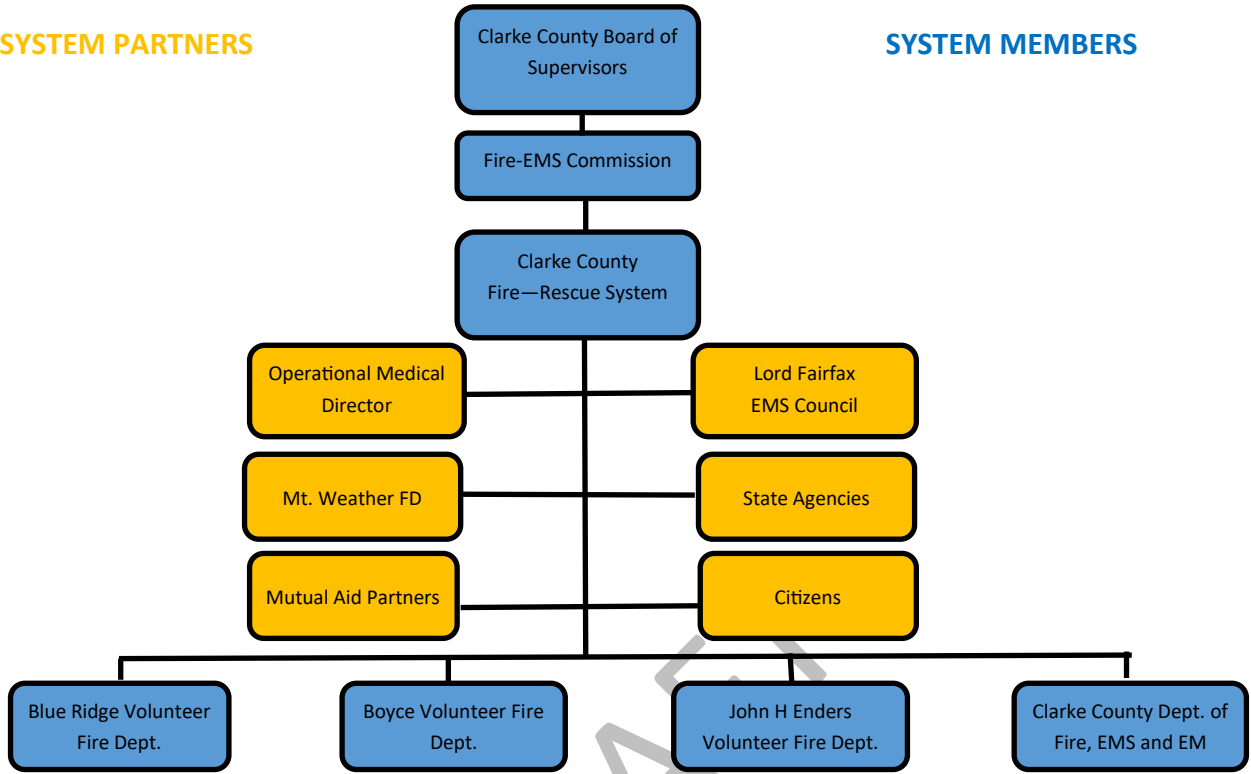 SYSTEM PARTNERS
Clarke County Board of
Supervisors
SYSTEM MEMBERS
Fire-EMS Commission
Clarke County
Fire—Rescue System
Operational Medical
Director
Lord Fairfax
EMS Council
Mt. Weather FD
State Agencies
Mutual Aid Partners
Citizens
Blue Ridge Volunteer
Fire Dept.
Boyce Volunteer Fire
Dept.
John H Enders
Volunteer Fire Dept.
Clarke County Dept. of
Fire, EMS and EM